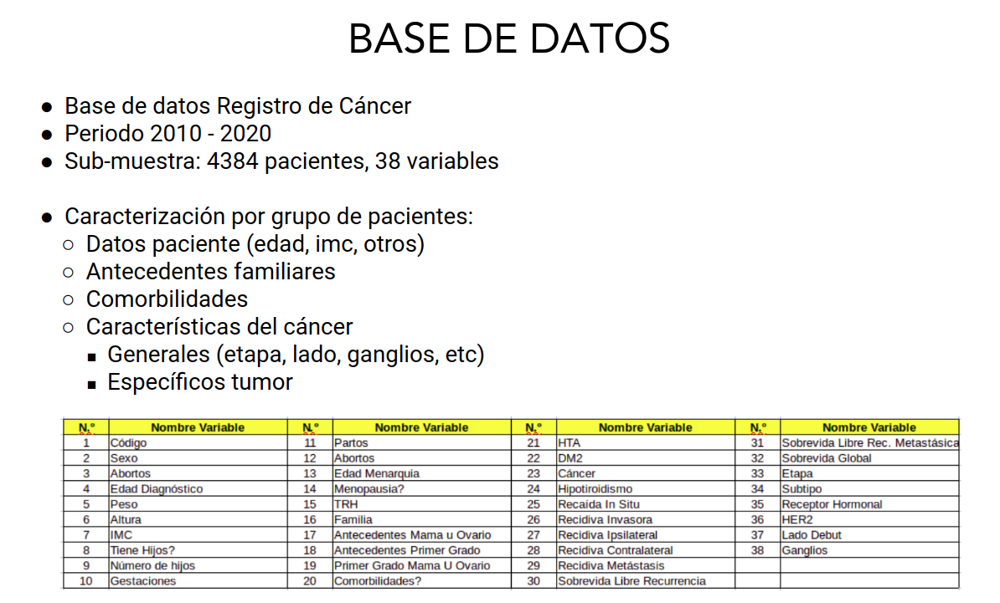 BASE DE DATOS
● Base de datos Registro de Cáncer
● Periodo 2010 - 2020
● Sub-muestra: 4384 pacientes, 38 variables
● Caracterización por grupo de pacientes:
○ Datos paciente (edad, imc, otros)
○ Antecedentes familiares
○ Comorbilidades
○ Características del cáncer
■ Generales (etapa, lado, ganglios, etc)
■ Específicos tumor
N.º Nombre Variable N.º Nombre Variable N.º Nombre Variable N.º Nombre Variable
1 Código 11 Partos 21 HTA 31 Sobrevida Libre Rec. Metastásica
2 Sexo 12 Abortos 22 DM2 32 Sobrevida Global
3 Abortos 13 Edad Menarquia 23 Cáncer 33 Etapa
4 Edad Diagnóstico 14 Menopausia? 24 Hipotiroidismo 34 Subtipo
5 Peso 15 TRH 25 Recaída In Situ 35 Receptor Hormonal
6 Altura 16 Familia 26 Recidiva Invasora 36 HER2
7 IMC 17 Antecedentes Mama u Ovario 27 Recidiva Ipsilateral 37 Lado Debut
8 Tiene Hijos? 18 Antecedentes Primer Grado 28 Recidiva Contralateral 38 Ganglios
9 Número de hijos 19 Primer Grado Mama U Ovario 29 Recidiva Metástasis
10 Gestaciones 20 Comorbilidades? 30 Sobrevida Libre Recurrencia